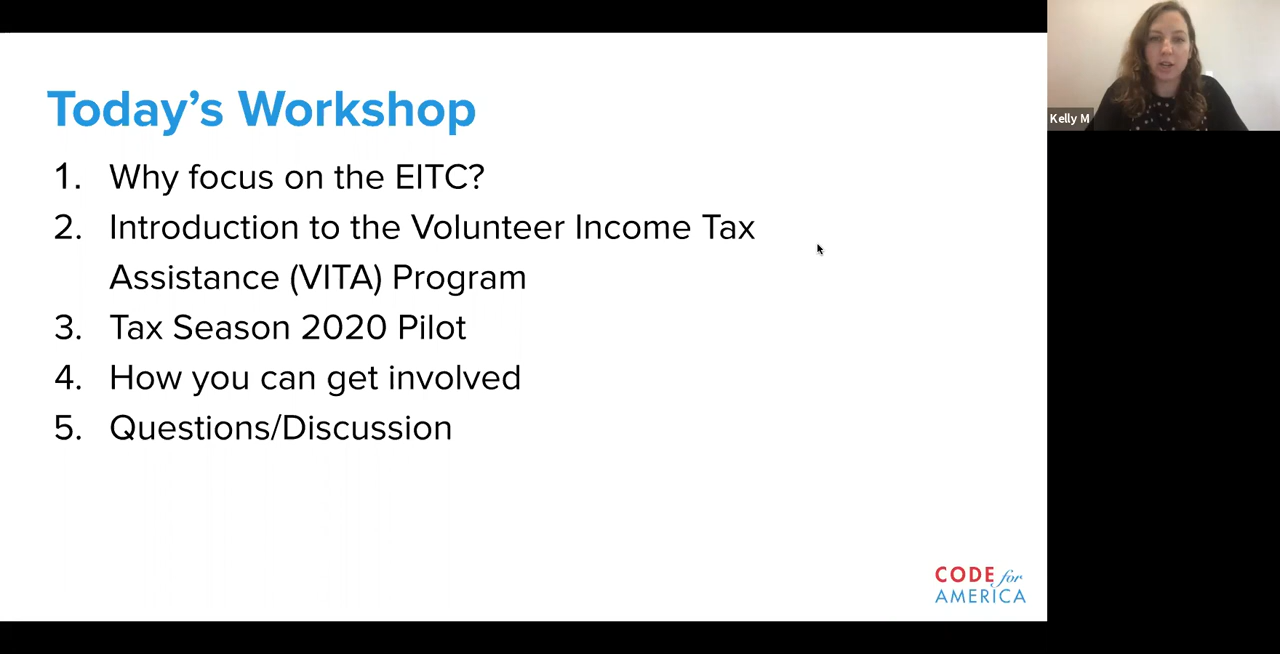 Today's Workshop
1. Why focus on the EITC?
2. Introduction to the Volunteer Income Tax
Assistance (VITA) Program
3. Tax Season 2020 Pilot
4. How you can get involved
5. Questions/Discussion
CODE for
AMERICA
Kelly M